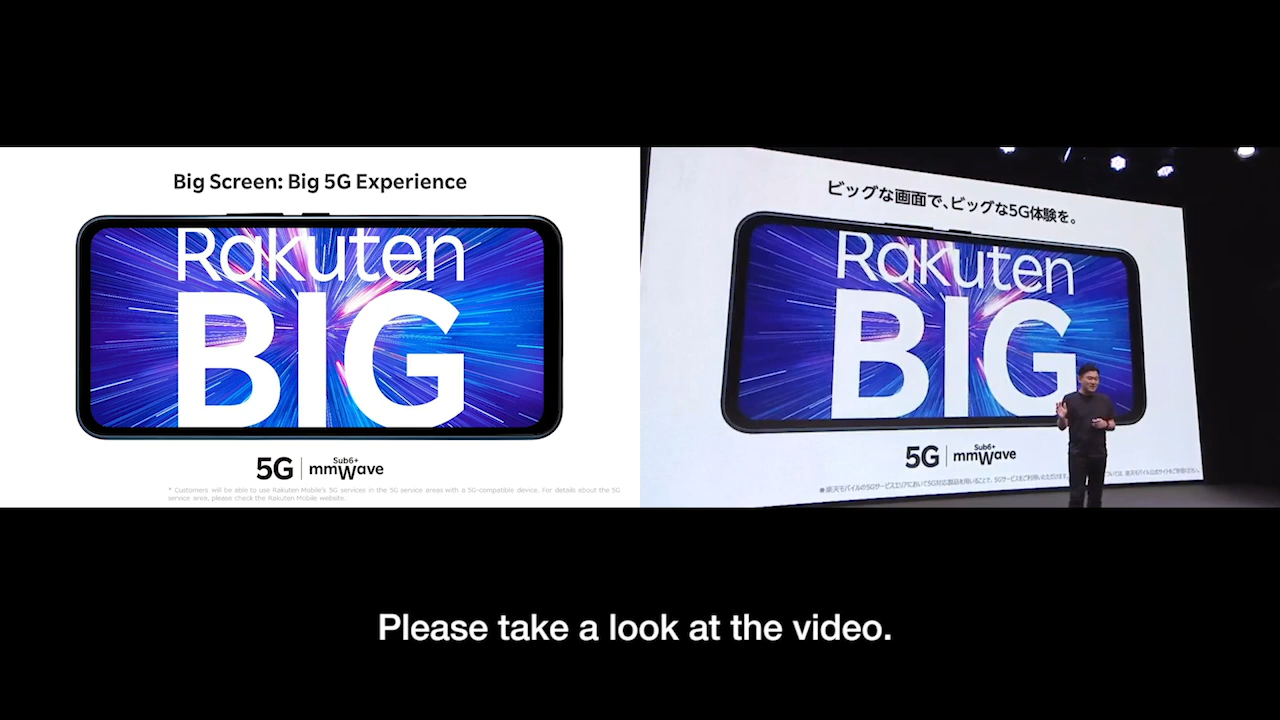 Big Screen: Big 5G Experience
Rakuten
BIG
5G
Sub6+
mmWave
* Customers will be able to use Rakuten Mobile's 5G services in the 5G service areas with a 5G-compatible device. For details about the 5G
service area, please check the Rakuten Mobile website.
ビッグな画面で、ビッグな5G体験を。
Rakuten
BIG
5G
Sub6+
mmWave
Please take a look at the video.